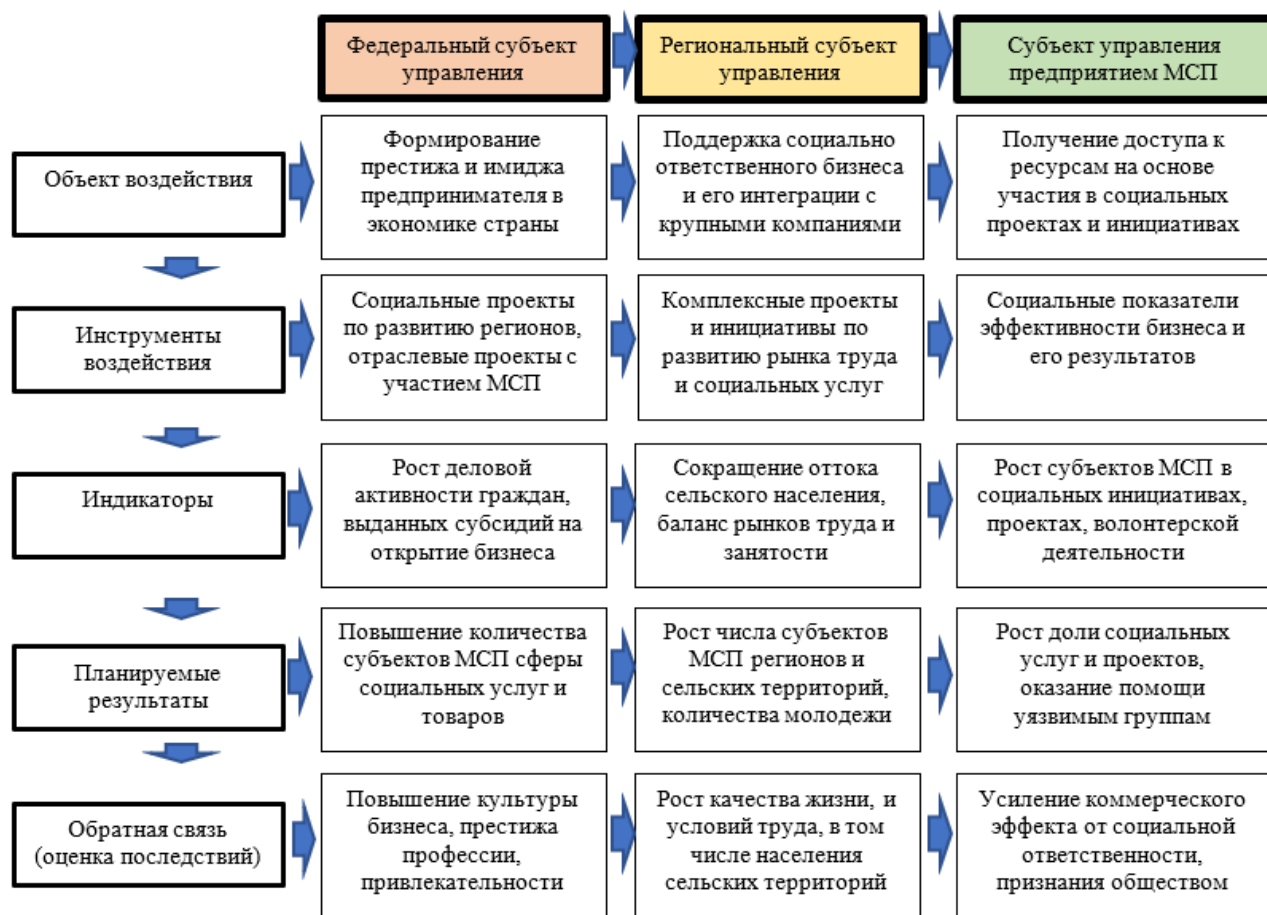 Федеральный субъект
управления
Региональный субъект
управления
Субъект управления
предприятием МСП
Объект воздействия
Формирование
престижа и имиджа
предпринимателя в
экономике страны
Поддержка социально
ответственного бизнеса
и его интеграции с
крупными компаниями
Получение доступа к
ресурсам на основе
участия в социальных
проектах и инициативах
Инструменты
воздействия
Социальные проекты
по развитию регионов,
отраслевые проекты с
участием МСП
Комплексные проекты
и инициативы по
развитию рынка труда
и социальных услуг
Социальные показатели
эффективности бизнеса и
его результатов
Индикаторы
Рост деловой
активности граждан,
выданных субсидий на
открытие бизнеса
Сокращение оттока
сельского населения,
баланс рынков труда и
занятости
Рост субъектов МСП в
социальных инициативах,
проектах, волонтерской
деятельности
Планируемые
результаты
Повышение количества
субъектов МСП сферы
социальных услуг и
товаров
Рост числа субъектов
МСП регионов и
сельских территорий,
количества молодежи
Рост доли социальных
услуг и проектов,
оказание помощи
уязвимым группам
Обратная связь
(оценка последствий)
Повышение культуры
бизнеса, престижа
профессии,
привлекательности
Рост качества жизни, и
условий труда, в том
числе населения
сельских территорий
Усиление коммерческого
эффекта от социальной
ответственности,
признания обществом